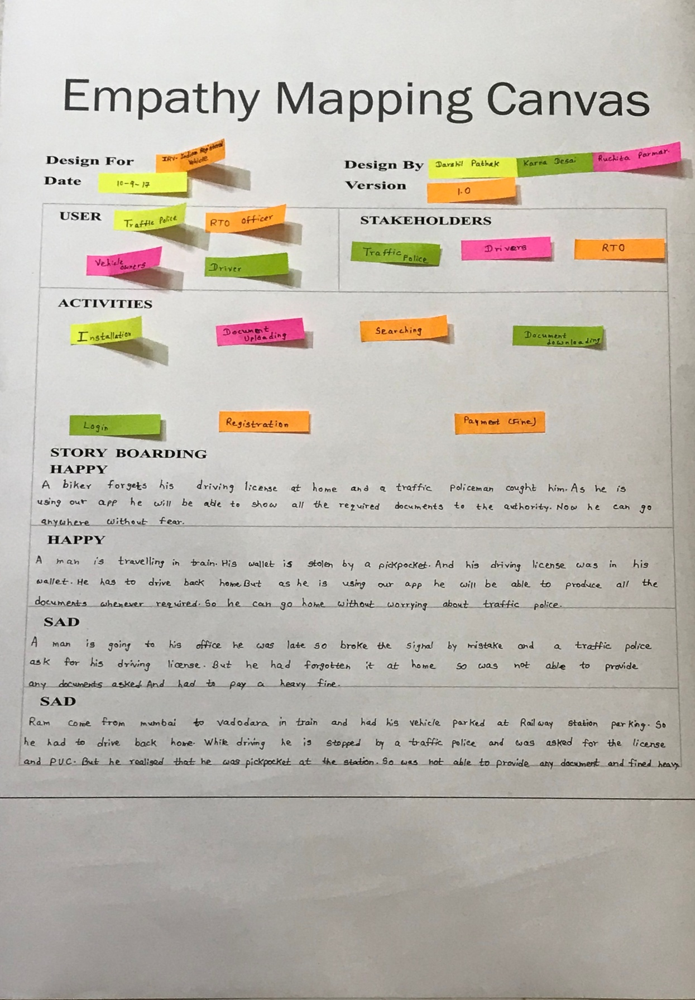 Empathy Mapping Canvas
Design For IRV- Indian Registered Vehicle
Design By Darshil Pathak Karna Desai Ruchita Parmar.
Date 10-9-17
Version 1.0
USER Traffic Police RTO Officer
Vehicle owners Driver
STAKEHOLDERS
Traffic Police Drivers RTO
ACTIVITIES
Installation Document Uploading Searching Document downloading
Login Registration Payment (Fine)
STORY BOARDING
HAPPY
A biker forgets his driving license at home and a traffic policeman cought him. As he is
using our app he will be able to show all the required documents to the authority. Now he can go
anywhere without fear.
HAPPY
A man is travelling in train. His wallet is stolen by a pickpocket. And his driving license was in his
wallet. He has to drive back home. But as he is using our app he will be able to produce all the
documents whenever required. So he can go home without worrying about traffic police.
SAD
A man is going to his office he was late so broke the signal by mistake and a traffic police
ask for his driving license. But he had forgotten it at home so was not able to provide
any documents asked. And had to pay a heavy fine.
SAD
Ram come from mumbai to vadodara in train and had his vehicle parked at Railway station parking. So
he had to drive back home. While driving he is stopped by a traffic police and was asked for the license
and PUC. But he realised that he was pickpocket at the station. So was not able to provide any document and fined heavy.